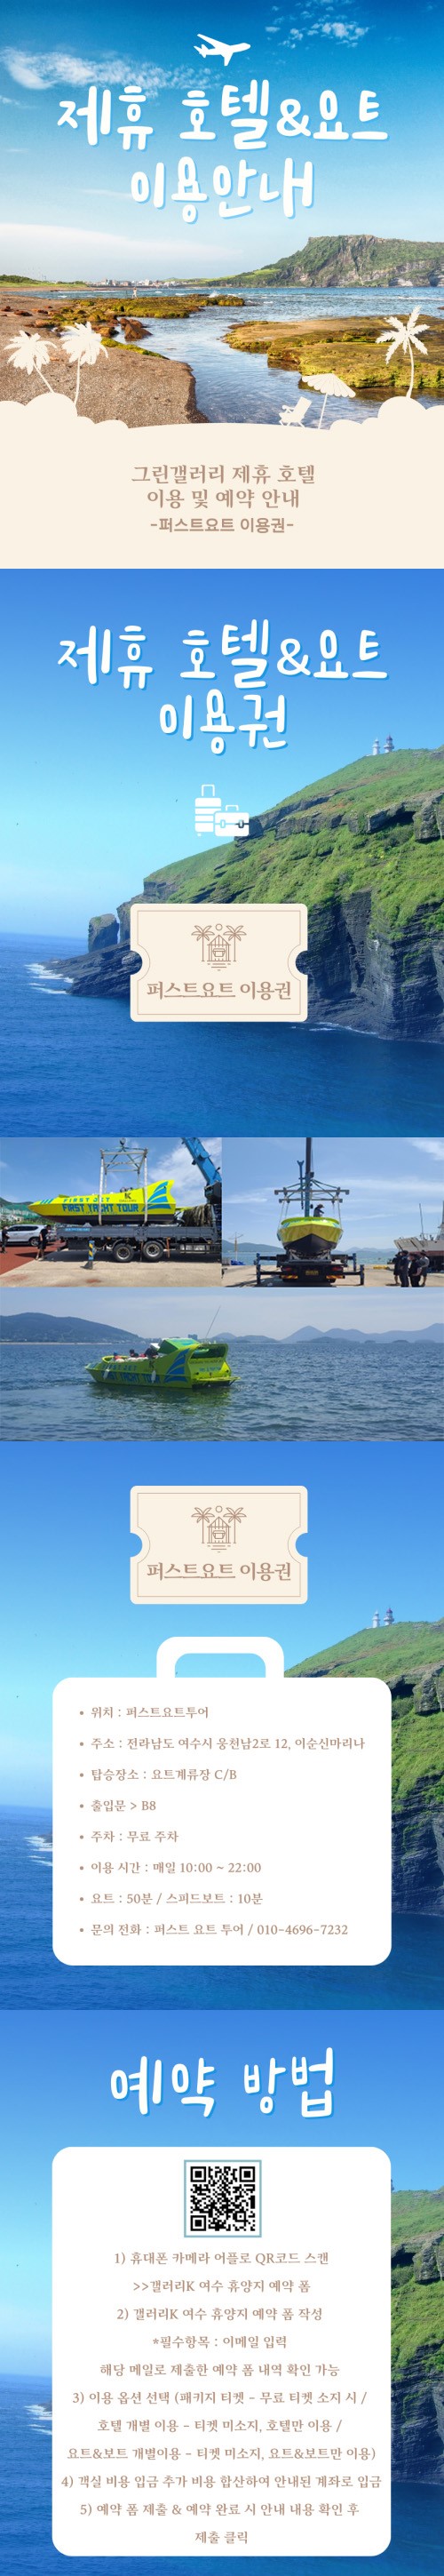 제휴 호텔&요트
이용안내
그린갤러리 제휴 호텔
이용 및 예약 안내
-퍼스트요트 이용권-
제휴 호텔&요트
이용권
퍼스트요트 이용권
FIRST JET
FIRST YACHT TOUR
K
퍼스트요트 이용권
• 위치 : 퍼스트요트투어
• 주소 : 전라남도 여수시 웅천남2로 12, 이순신마리나
• 탑승장소 : 요트계류장 C/B
• 출입문 > B8
• 주차 : 무료 주차
• 이용 시간 : 매일 10:00 ~ 22:00
• 요트 : 50분 / 스피드보트 : 10분
• 문의 전화 : 퍼스트 요트 투어 / 010-4696-7232
예약 방법
1) 휴대폰 카메라 어플로 QR코드 스캔
>>갤러리K 여수 휴양지 예약 폼
2) 갤러리K 여수 휴양지 예약 폼 작성
*필수항목 : 이메일 입력
해당 메일로 제출한 예약 폼 내역 확인 가능
3) 이용 옵션 선택 (패키지 티켓 - 무료 티켓 소지 시 /
호텔 개별 이용 - 티켓 미소지, 호텔만 이용 /
요트&보트 개별이용 - 티켓 미소지, 요트&보트만 이용)
4) 객실 비용 입금 추가 비용 합산하여 안내된 계좌로 입금
5) 예약 폼 제출 & 예약 완료 시 안내 내용 확인 후
제출 클릭